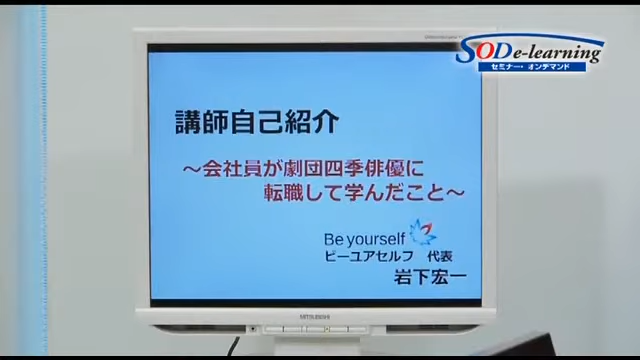 SOD e-learning
セミナー・オンデマンド
講師自己紹介
～会社員が劇団四季俳優に
転職して学んだこと～
Be yourself
ビーユアセルフ 代表
岩下宏一
MITSUBISHI